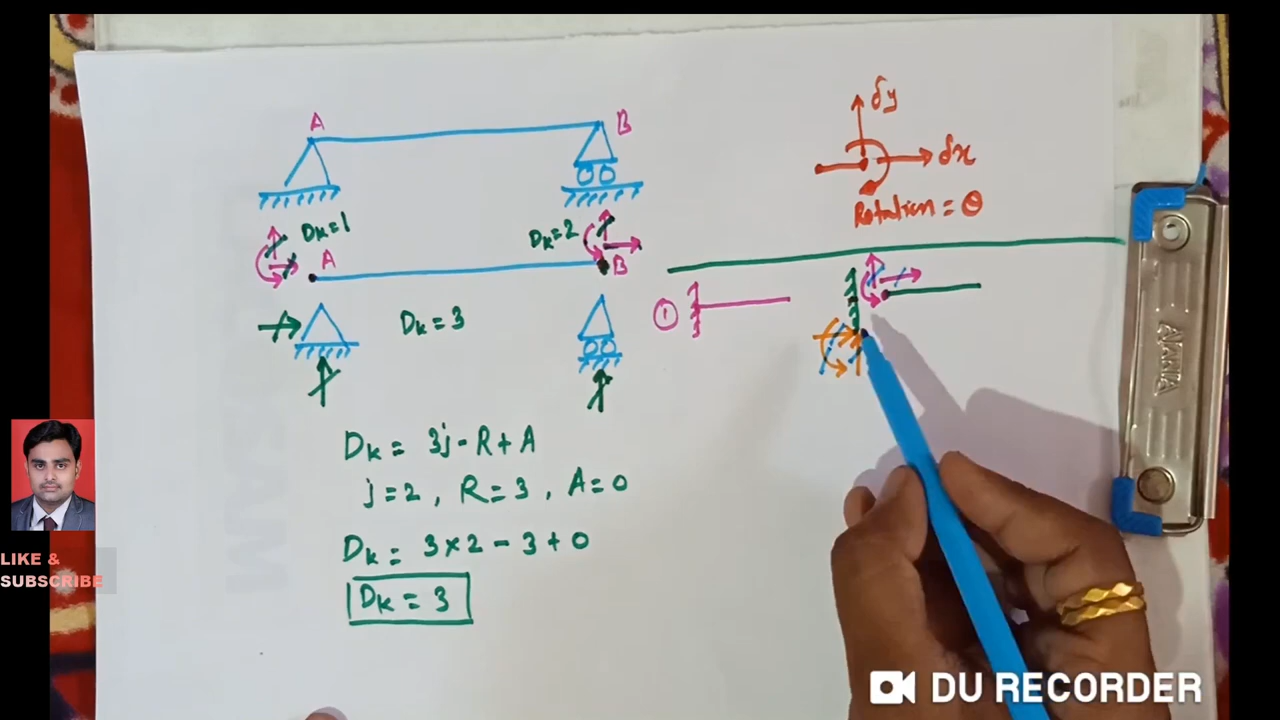 A
B
Dk=1
Dk=2
A
B
Dk = 3
Dk = 3j - R + A
j = 2 , R = 3 , A = 0
Dk = 3 × 2 - 3 + 0
Dk = 3
δy
δx
Rotation = θ
①
AJANTA
LIKE &
SUBSCRIBE
DU RECORDER